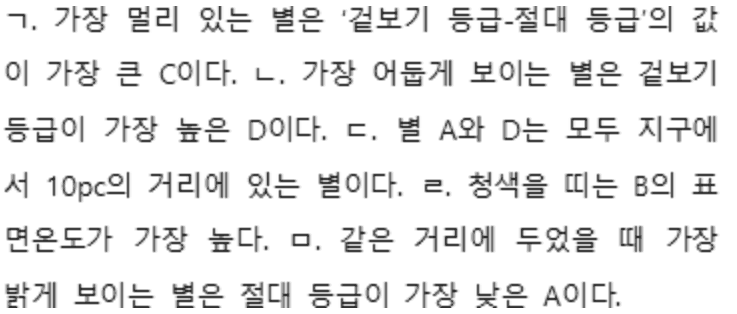 ㄱ. 가장 멀리 있는 별은 '겉보기 등급-절대 등급'의 값
이 가장 큰 C이다. ㄴ. 가장 어둡게 보이는 별은 겉보기
등급이 가장 높은 D이다. ㄷ. 별 A와 D는 모두 지구에
서 10pc의 거리에 있는 별이다. ㄹ. 청색을 띠는 B의 표
면온도가 가장 높다. ㅁ. 같은 거리에 두었을 때 가장
밝게 보이는 별은 절대 등급이 가장 낮은 A이다.